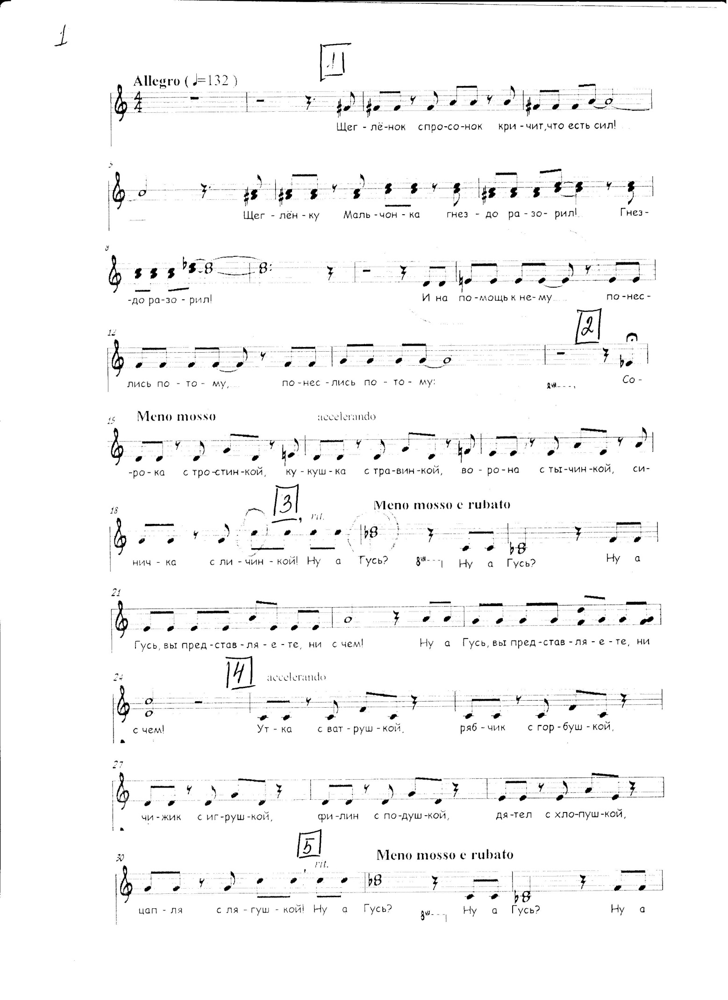 1
1
Allegro ( ♩=132 )
Щег - лё-нок спро-со-нок кри-чит,что есть сил!
5
Щег - лён - ку Маль-чон - ка гнез - до ра - зо- рил! Гнез-
8
-до ра-зо - рил! И на по-мощь к не-му по-нес-
2
12
лись по - то - му, по-нес-лись по - то - му: 8va---, Со-
Meno mosso accelerando
15
-ро-ка с тро-стин-кой, ку-куш-ка с тра-вин-кой, во-ро-на с ты-чин-кой, си-
3
18 , rit. Meno mosso e rubato
нич - ка с ли - чин - кой! Ну а Гусь? 8va---, Ну а Гусь? Ну а
21
Гусь, вы пред-став-ля - е - те, ни с чем! Ну а Гусь, вы пред-став-ля - е - те, ни
4
24 accelerando
с чем! Ут - ка с ват - руш-кой, ряб - чик с гор-буш - кой,
27
чи-жик с иг-руш-кой, фи-лин с по-душ-кой, дя-тел с хло-пуш-кой,
5
30 , rit. Meno mosso e rubato
цап - ля с ля - гуш - кой! Ну а Гусь? 8va---, Ну а Гусь? Ну а